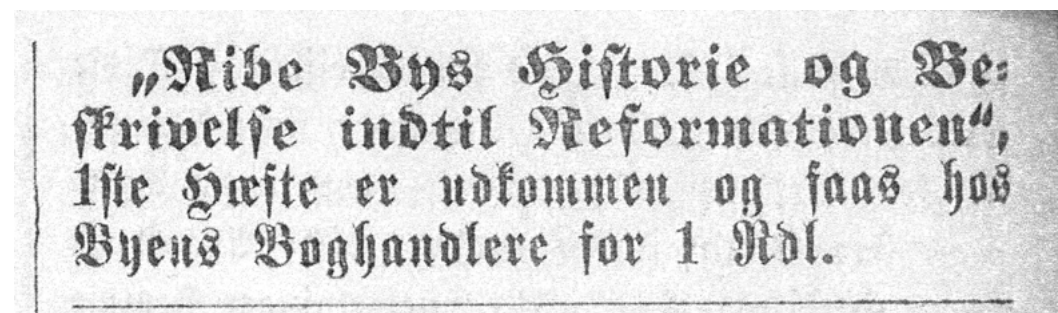 „Ribe Bys Historie og Be-
skrivelse indtil Reformationen“,
1ste Hæfte er udkommen og faas hos
Byens Boghandlere for 1 Rdl.